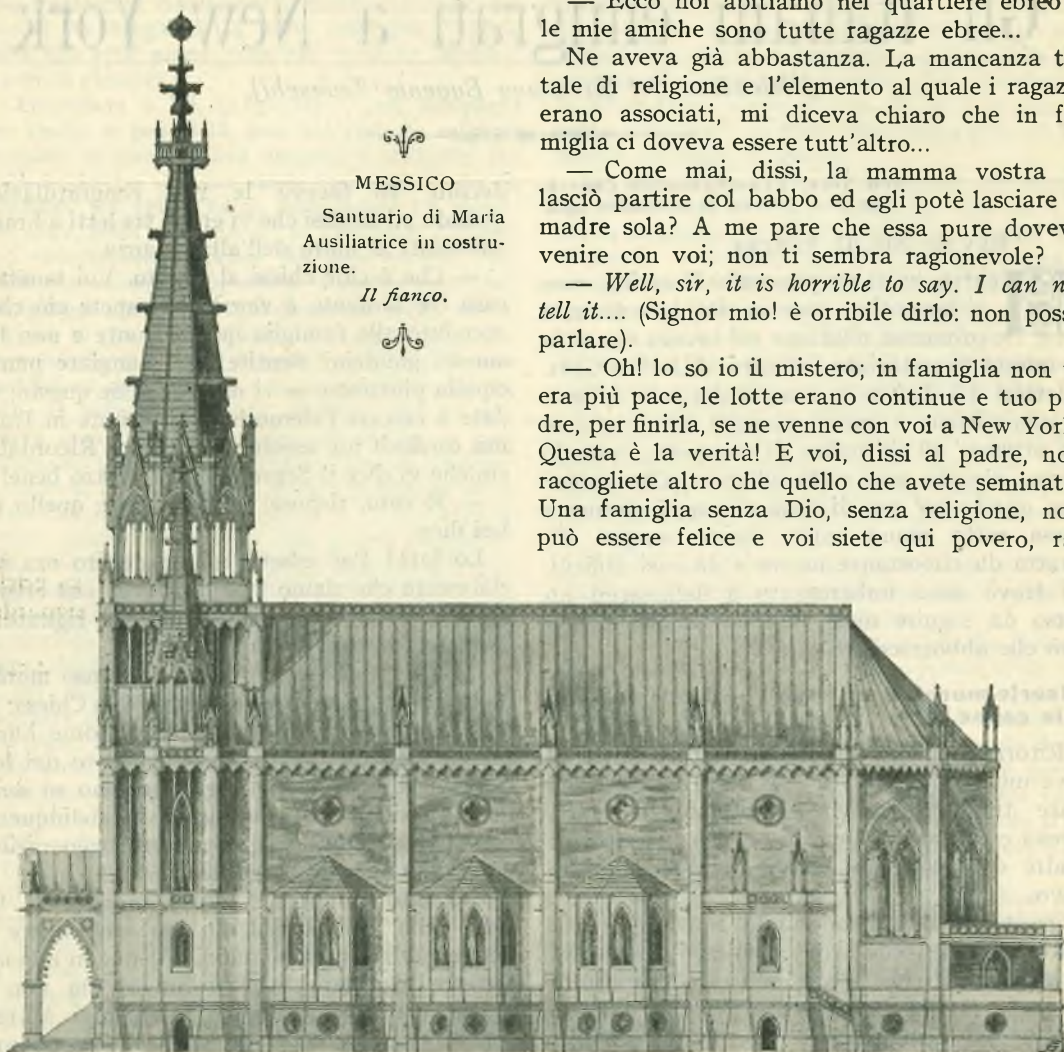 MESSICO
Santuario di Maria
Ausiliatrice in costru-
zione.
Il fianco.
— Ecco noi abitiamo nel quartiere ebreo
le mie amiche sono tutte ragazze ebree...
Ne aveva già abbastanza. La mancanza t
tale di religione e l'elemento al quale i ragaz
erano associati, mi diceva chiaro che in f
miglia ci doveva essere tutt'altro...
— Come mai, dissi, la mamma vostra
lasciò partire col babbo ed egli potè lasciare
madre sola? A me pare che essa pure dovev
venire con voi; non ti sembra ragionevole?
— Well, sir, it is horrible to say. I can n
tell it.... (Signor mio! è orribile dirlo: non poss
parlare).
— Oh! lo so io il mistero; in famiglia non
era più pace, le lotte erano continue e tuo p
dre, per finirla, se ne venne con voi a New York
Questa è la verità! E voi, dissi al padre, no
raccogliete altro che quello che avete seminat
Una famiglia senza Dio, senza religione, no
può essere felice e voi siete qui povero, r